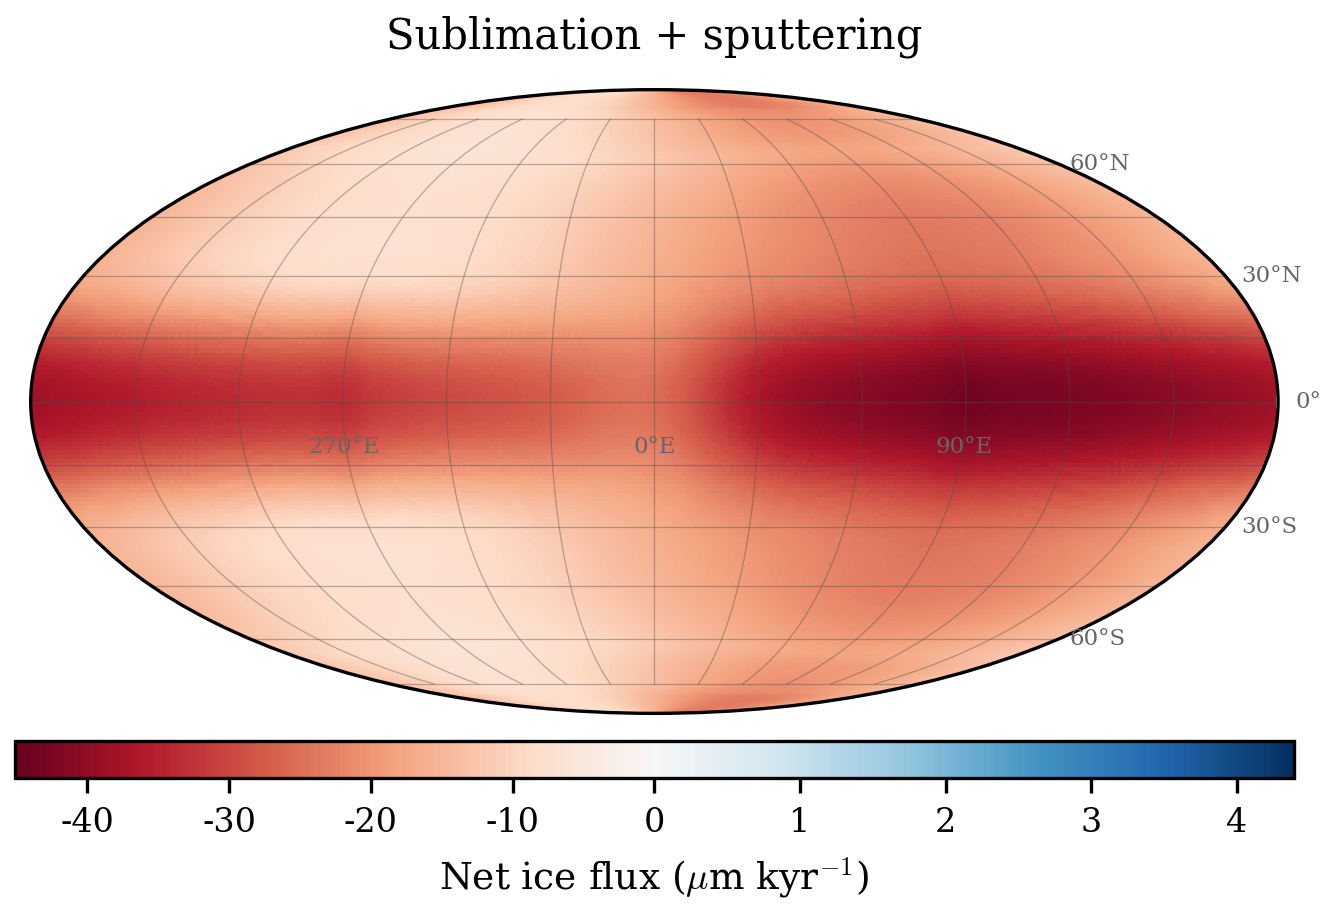 Sublimation + sputtering
60°N
30°N
0°
270°E 0°E 90°E
30°S
60°S
-40 -30 -20 -10 0 1 2 3 4
Net ice flux (μm kyr⁻¹)